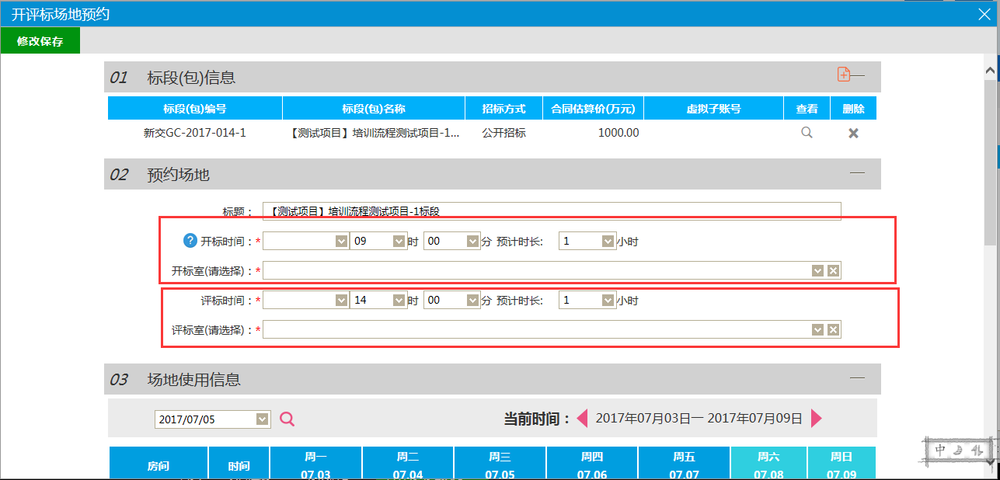 开评标场地预约
修改保存
01 标段(包)信息
标段(包)编号 标段(包)名称 招标方式 合同估算价(万元) 虚拟子账号 查看 删除
新交GC-2017-014-1 【测试项目】培训流程测试项目-1... 公开招标 1000.00
02 预约场地
标题： 【测试项目】培训流程测试项目-1标段
? 开标时间：* 09 时 00 分 预计时长: 1 小时
开标室(请选择)：*
评标时间：* 14 时 00 分 预计时长: 1 小时
评标室(请选择)：*
03 场地使用信息
2017/07/05 当前时间： 2017年07月03日一 2017年07月09日
房间 时间 周一 周二 周三 周四 周五 周六 周日
07.03 07.04 07.05 07.06 07.07 07.08 07.09
中